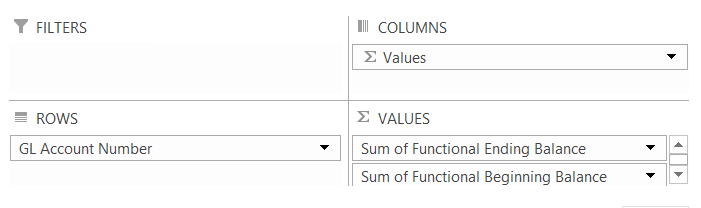 FILTERS
COLUMNS
Σ Values
ROWS
Σ VALUES
GL Account Number
Sum of Functional Ending Balance
Sum of Functional Beginning Balance